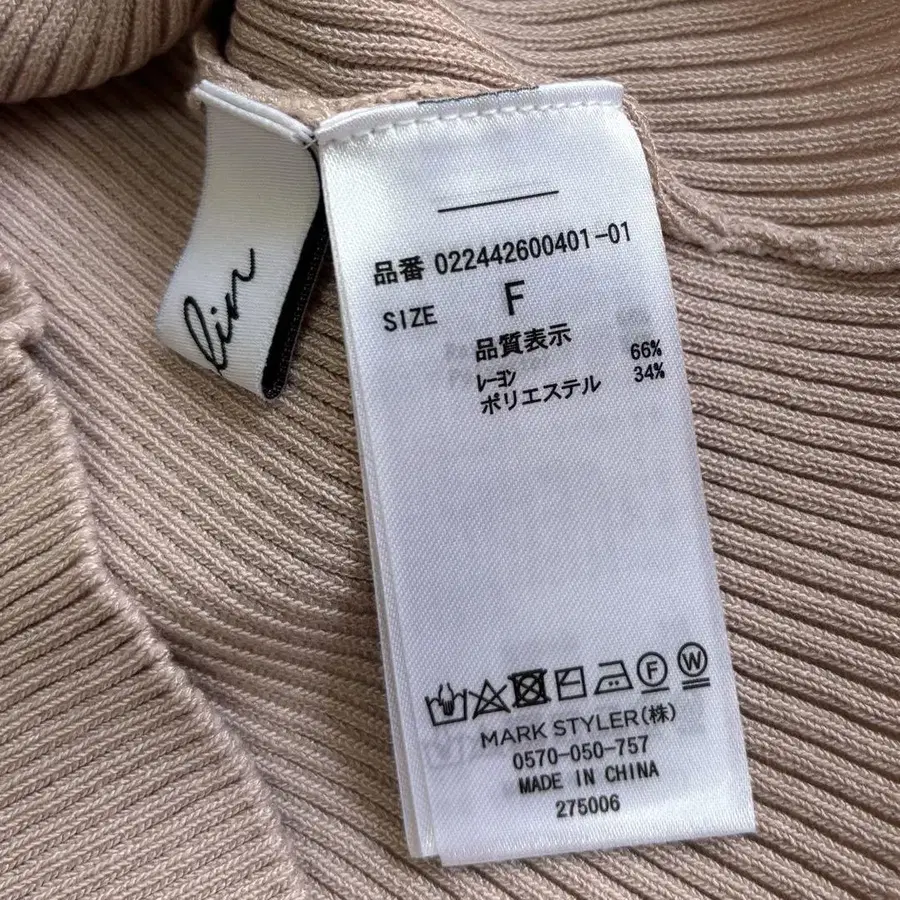 lin
品番 022442600401-01
SIZE F
品質表示
ﾚｰﾖﾝ 66%
ポリエステル 34%
F W
MARK STYLER(株)
0570-050-757
MADE IN CHINA
275006